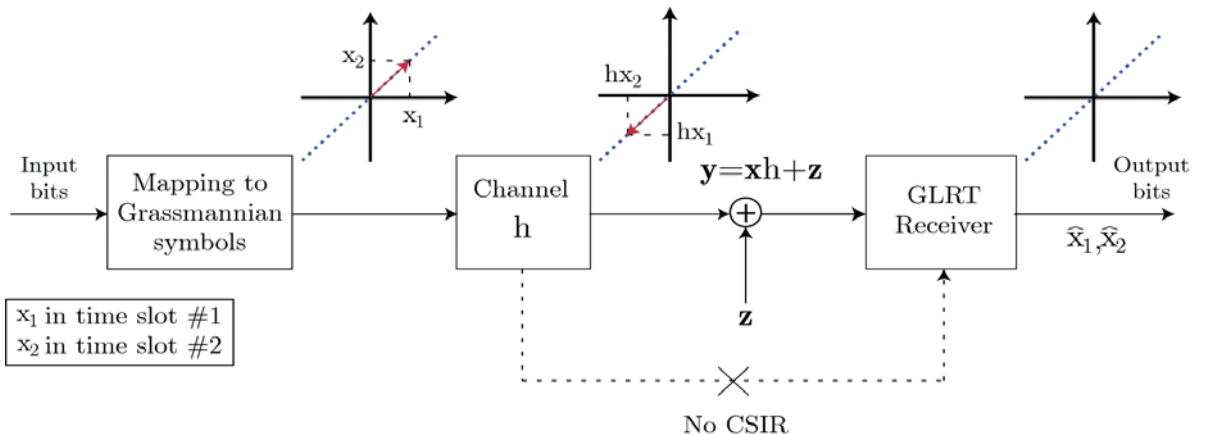 x2
x1
hx2
hx1
Input
bits
Mapping to
Grassmannian
symbols
Channel
h
y=xh+z
+
z
GLRT
Receiver
Output
bits
x̂1,x̂2
x1 in time slot #1
x2 in time slot #2
No CSIR